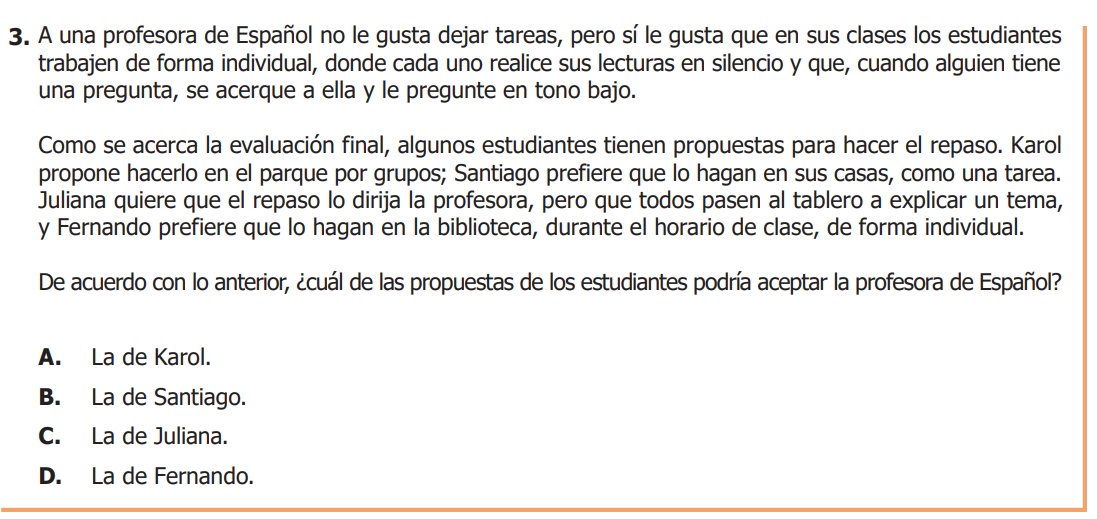 3. A una profesora de Español no le gusta dejar tareas, pero sí le gusta que en sus clases los estudiantes
trabajen de forma individual, donde cada uno realice sus lecturas en silencio y que, cuando alguien tiene
una pregunta, se acerque a ella y le pregunte en tono bajo.
Como se acerca la evaluación final, algunos estudiantes tienen propuestas para hacer el repaso. Karol
propone hacerlo en el parque por grupos; Santiago prefiere que lo hagan en sus casas, como una tarea.
Juliana quiere que el repaso lo dirija la profesora, pero que todos pasen al tablero a explicar un tema,
y Fernando prefiere que lo hagan en la biblioteca, durante el horario de clase, de forma individual.
De acuerdo con lo anterior, ¿cuál de las propuestas de los estudiantes podría aceptar la profesora de Español?
A. La de Karol.
B. La de Santiago.
C. La de Juliana.
D. La de Fernando.